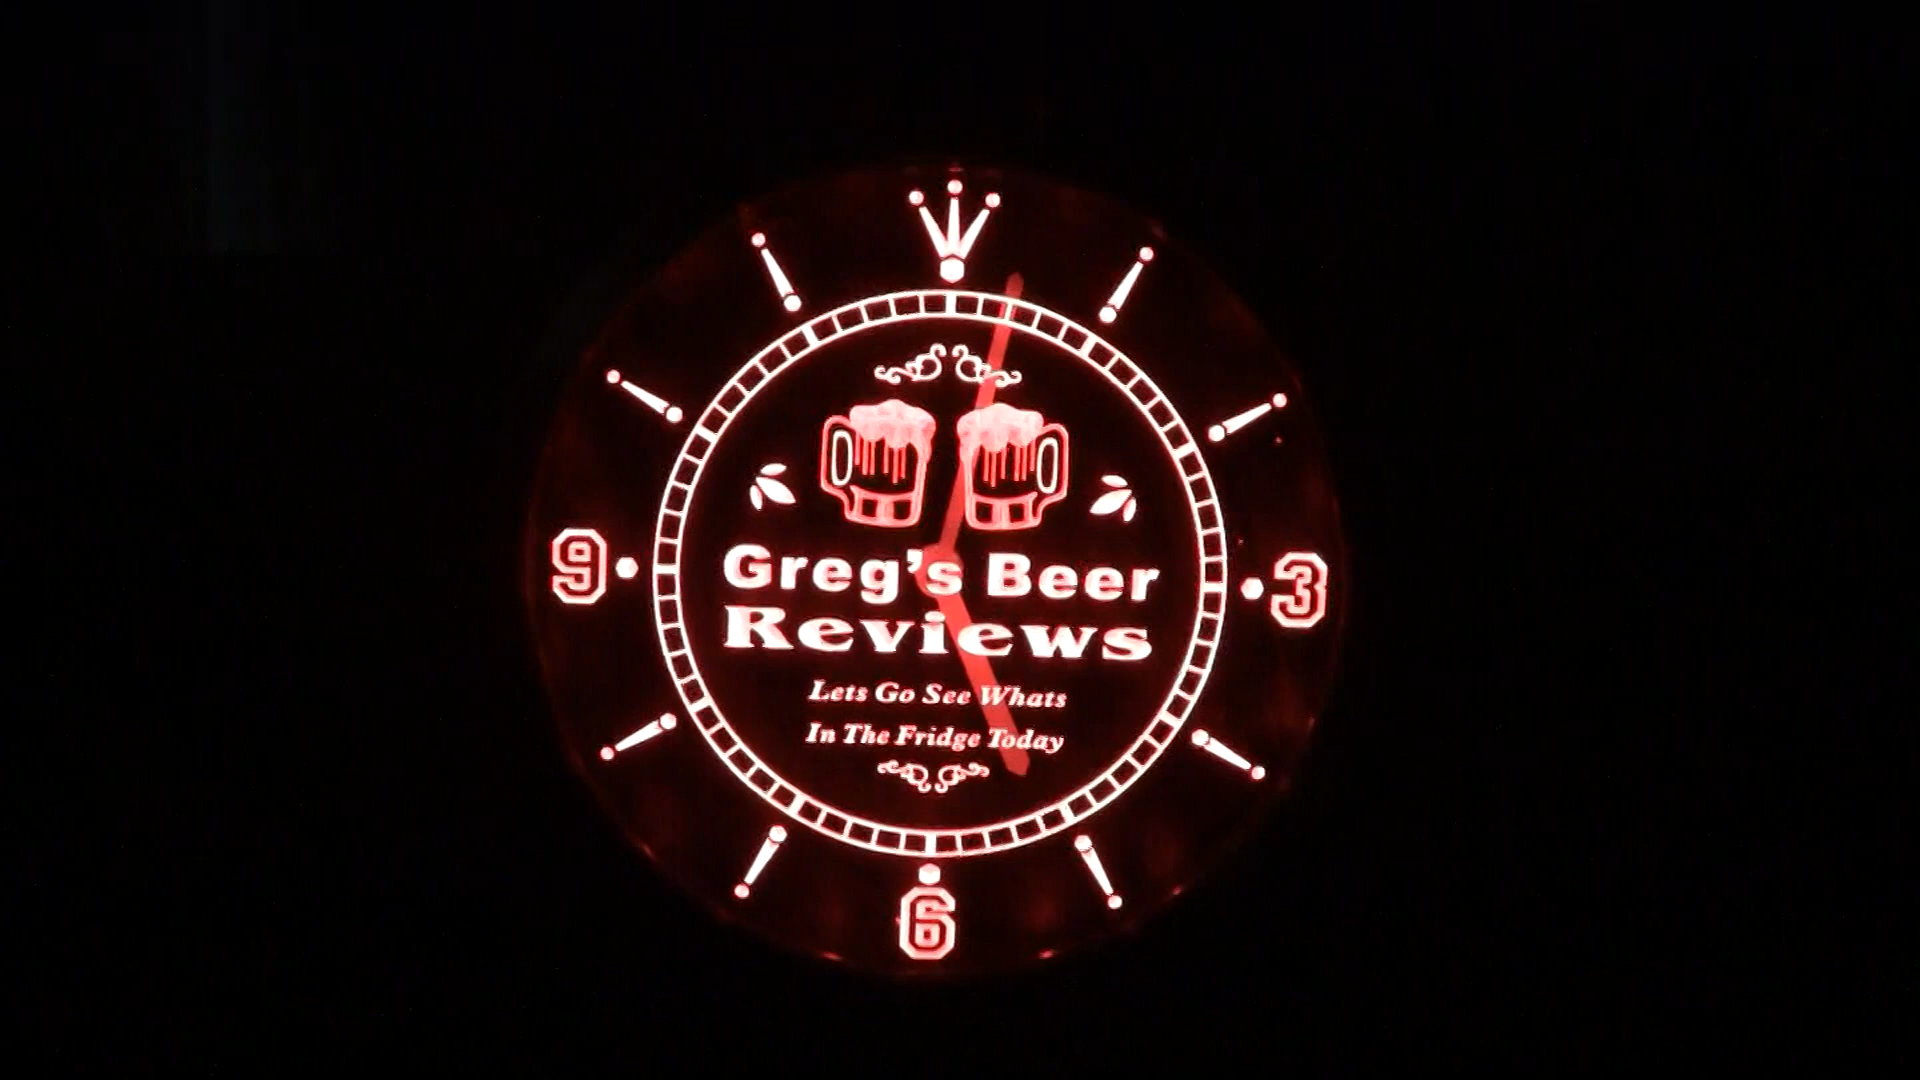 Greg's Beer
Reviews
Lets Go See Whats
In The Fridge Today
9
3
6